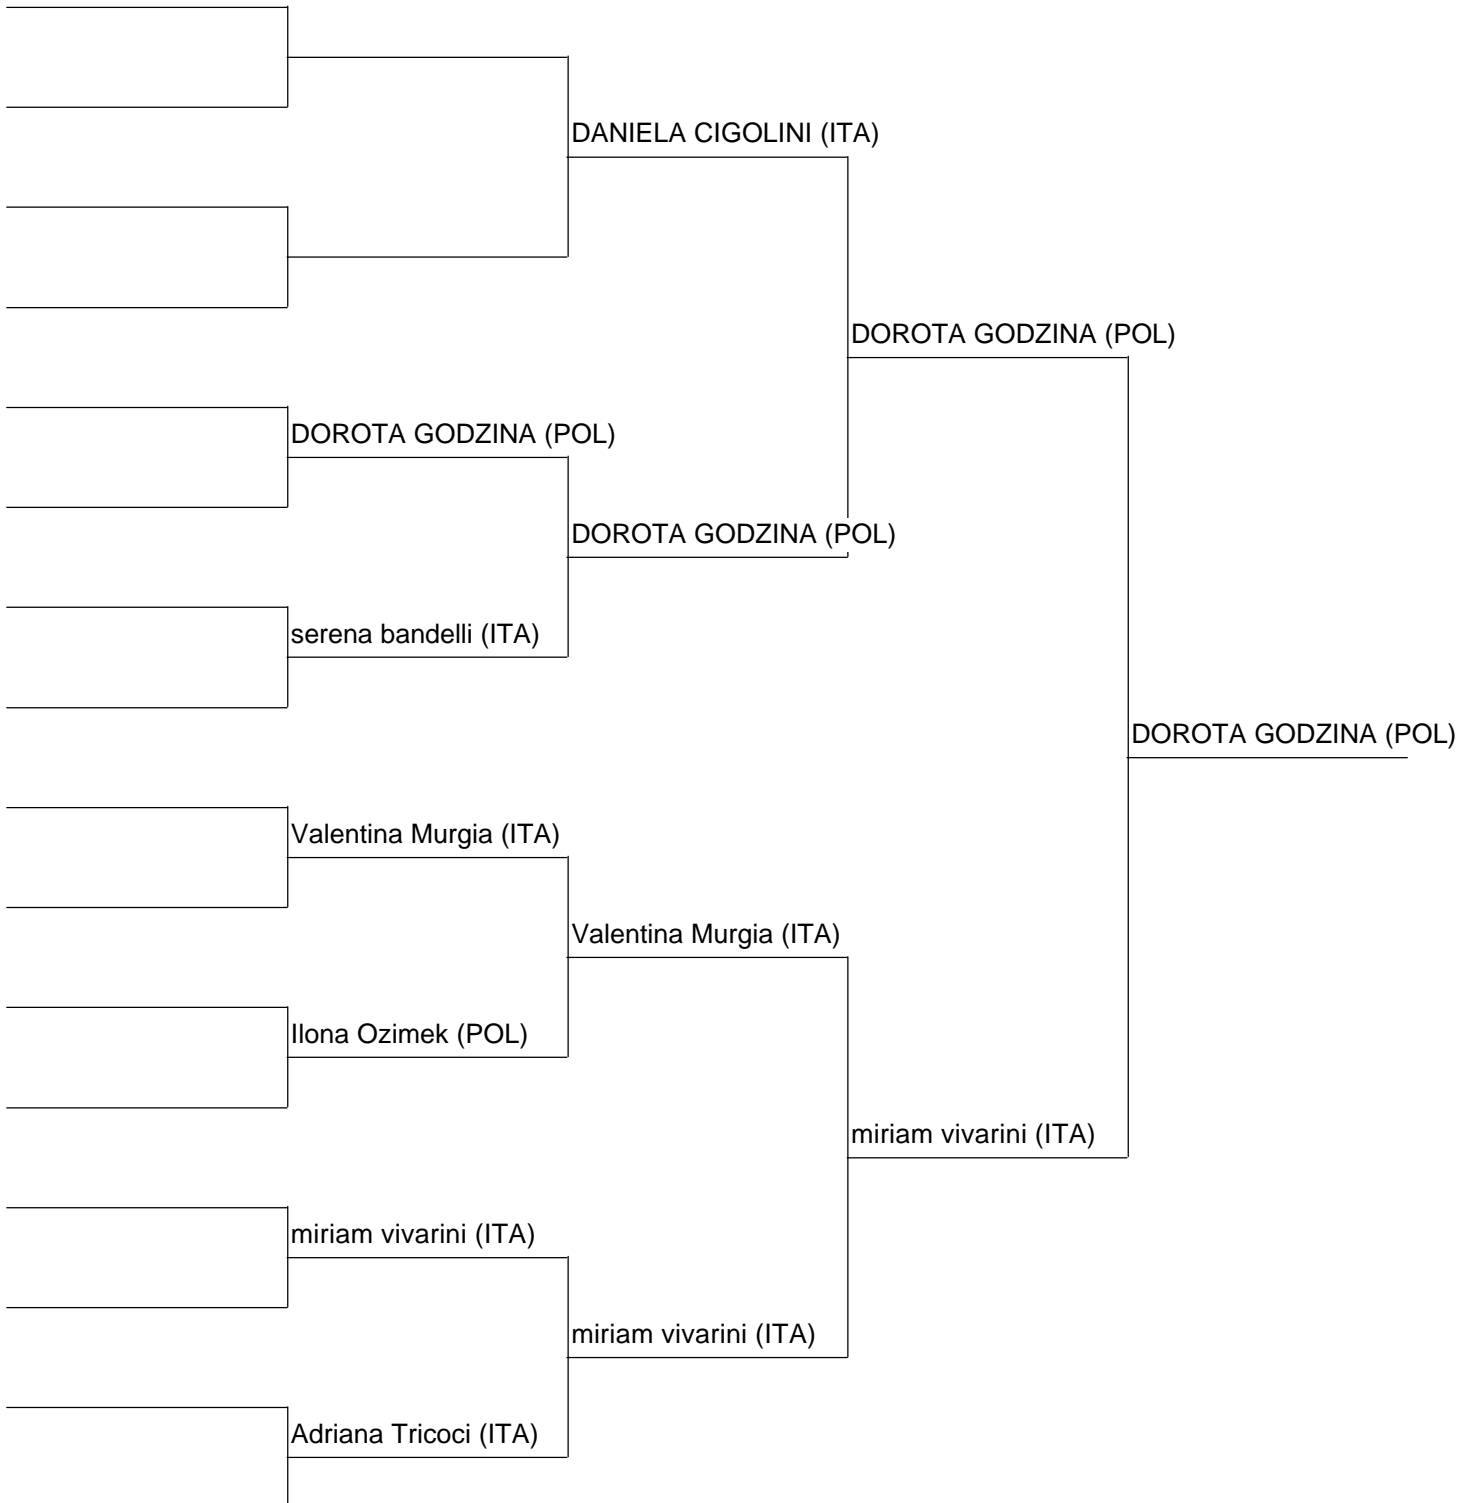 DANIELA CIGOLINI (ITA)
DOROTA GODZINA (POL)
DOROTA GODZINA (POL)
DOROTA GODZINA (POL)
serena bandelli (ITA)
DOROTA GODZINA (POL)
Valentina Murgia (ITA)
Valentina Murgia (ITA)
Ilona Ozimek (POL)
miriam vivarini (ITA)
miriam vivarini (ITA)
miriam vivarini (ITA)
Adriana Tricoci (ITA)